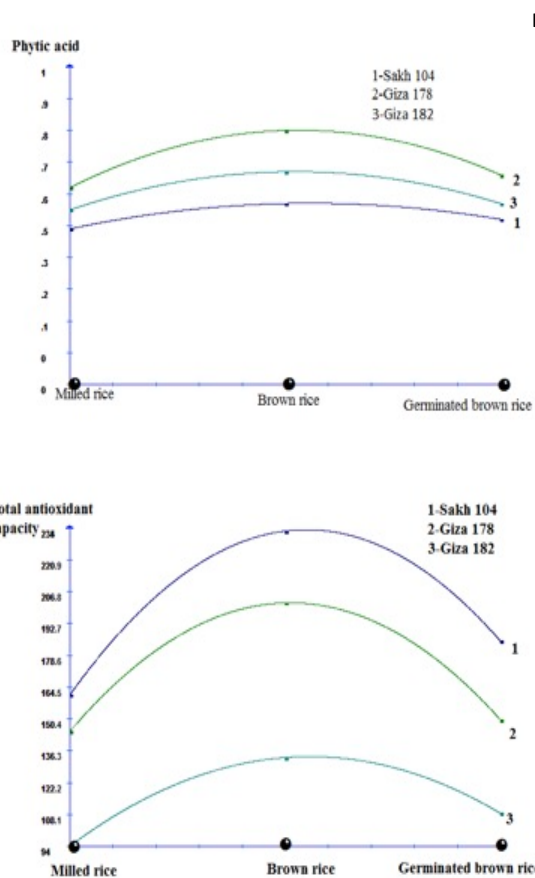 Phytic acid
1-Sakh 104
2-Giza 178
3-Giza 182
1
.9
.8
.7
.6
.5
.3
.2
.1
0
0
2
3
1
Milled rice
Brown rice
Germinated brown rice
otal antioxidant
apacity
1-Sakh 104
2-Giza 178
3-Giza 182
234
220.9
206.8
192.7
178.6
164.5
150.4
136.3
122.2
108.1
94
1
2
3
Milled rice
Brown rice
Germinated brown rice